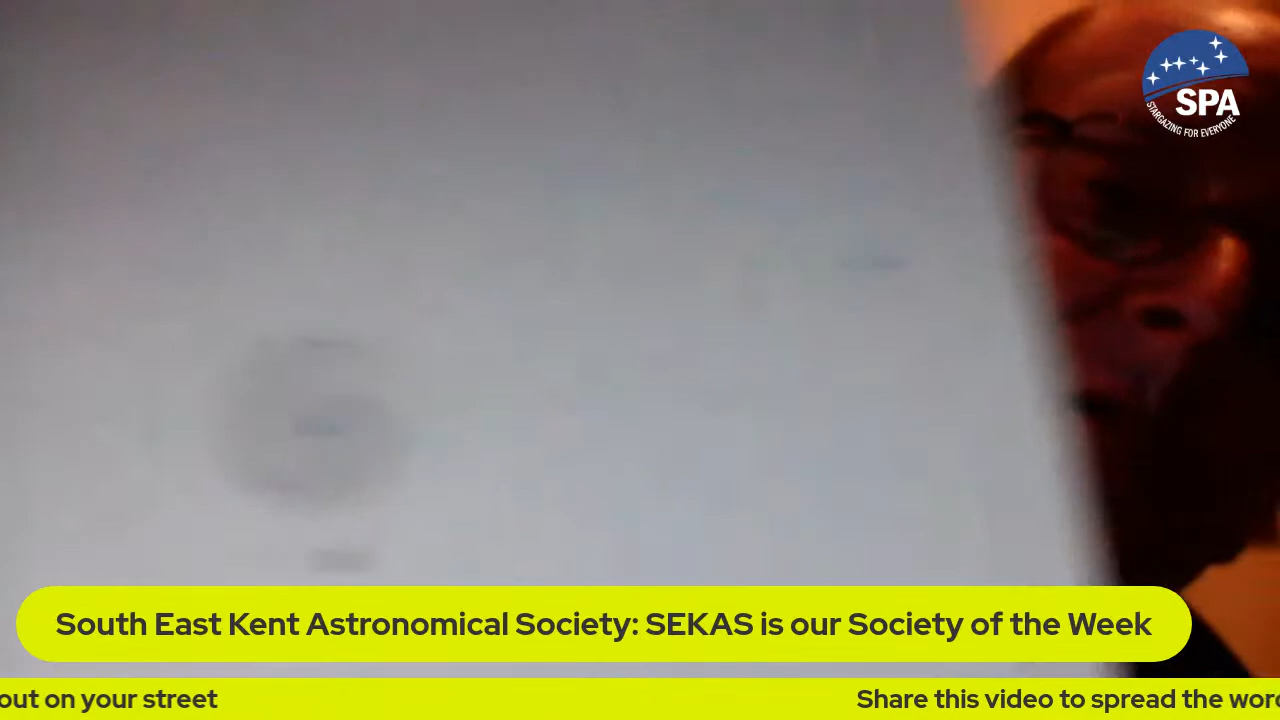 SPA
STARGAZING FOR EVERYONE
South East Kent Astronomical Society: SEKAS is our Society of the Week
out on your street
Share this video to spread the word